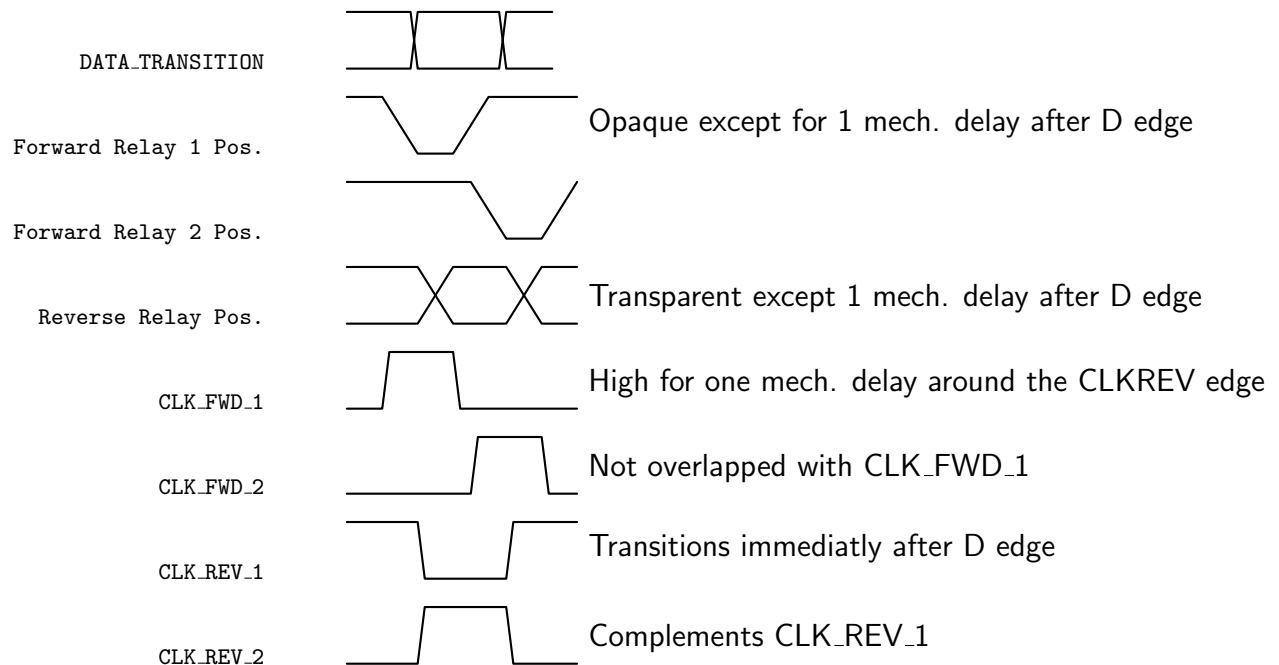 DATA_TRANSITION
Forward Relay 1 Pos.
Opaque except for 1 mech. delay after D edge
Forward Relay 2 Pos.
Reverse Relay Pos.
Transparent except 1 mech. delay after D edge
CLK_FWD_1
High for one mech. delay around the CLKREV edge
CLK_FWD_2
Not overlapped with CLK_FWD_1
CLK_REV_1
Transitions immediatly after D edge
CLK_REV_2
Complements CLK_REV_1